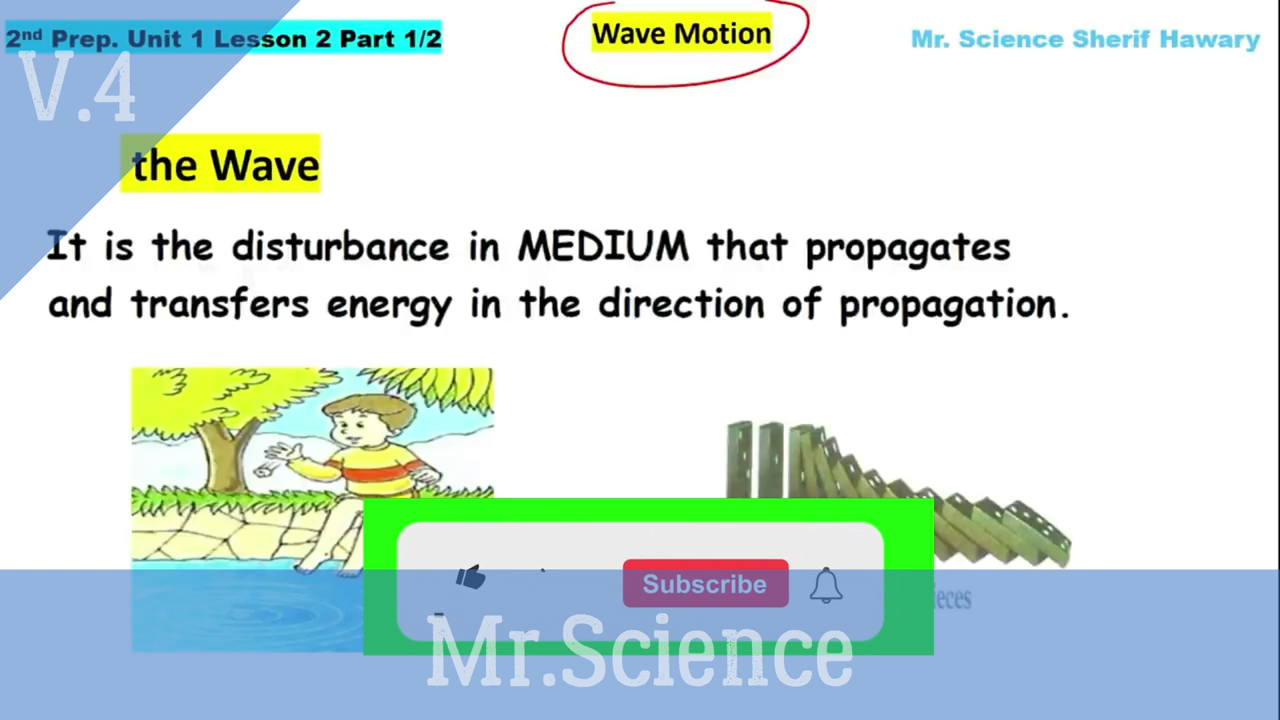 2nd Prep. Unit 1 Lesson 2 Part 1/2
Wave Motion
Mr. Science Sherif Hawary
V.4
the Wave
It is the disturbance in MEDIUM that propagates
and transfers energy in the direction of propagation.
Subscribe
Mr.Science